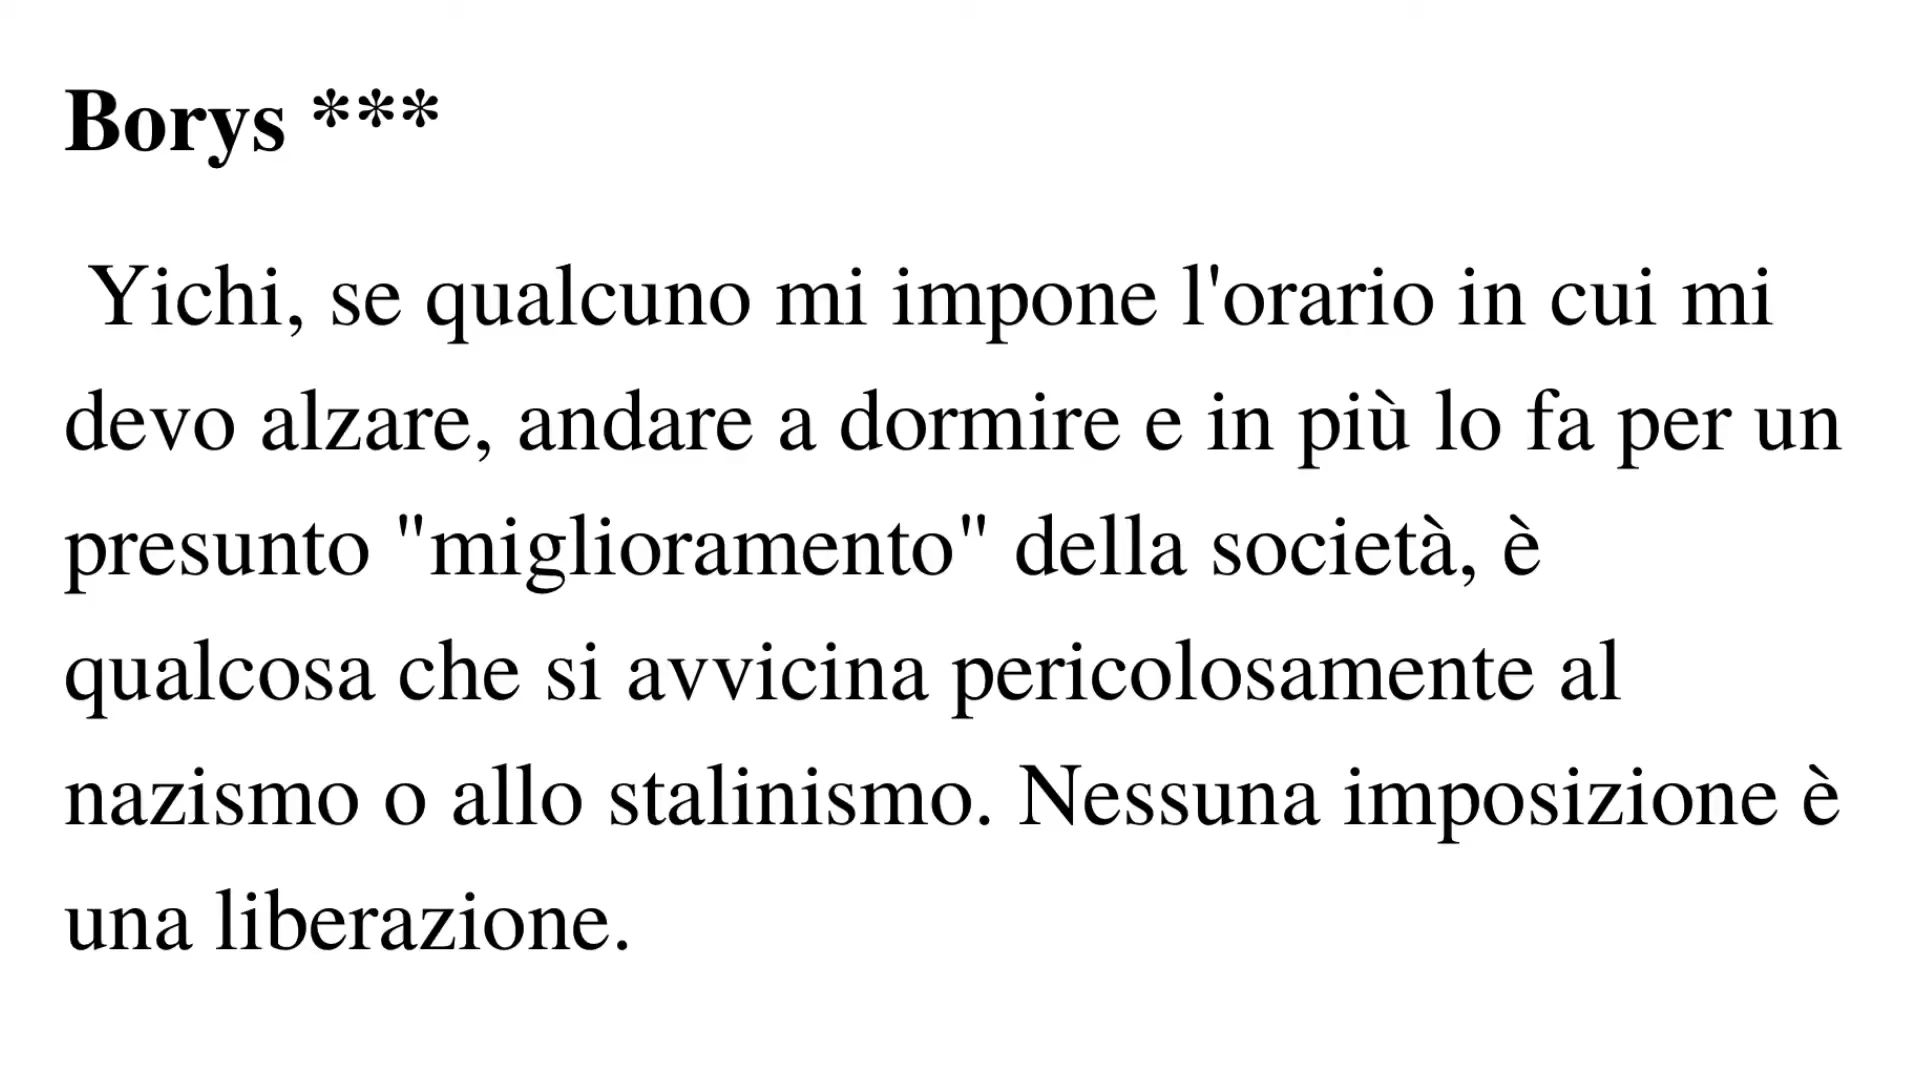 Borys ***
Yichi, se qualcuno mi impone l'orario in cui mi
devo alzare, andare a dormire e in più lo fa per un
presunto "miglioramento" della società, è
qualcosa che si avvicina pericolosamente al
nazismo o allo stalinismo. Nessuna imposizione è
una liberazione.